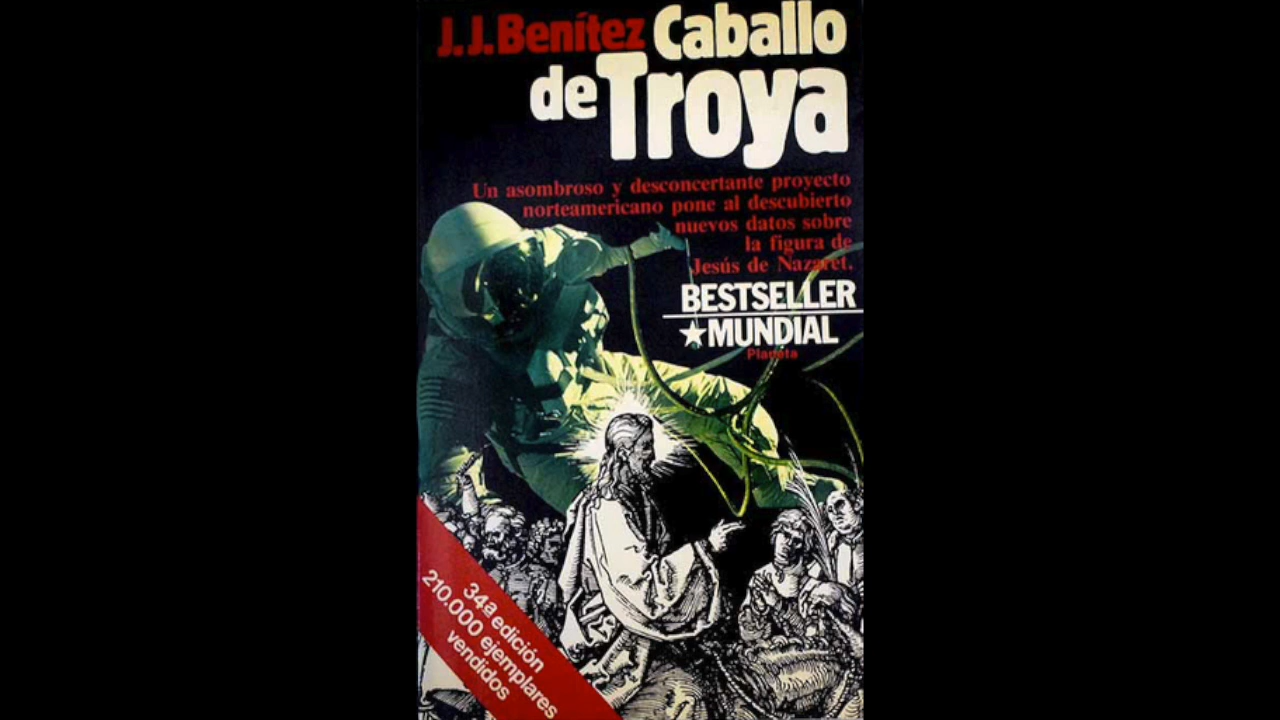 J.J.Benítez Caballo
de Troya
Un asombroso y desconcertante proyecto
norteamericano pone al descubierto
nuevos datos sobre
la figura de
Jesús de Nazaret.
BESTSELLER
★MUNDIAL
Planeta
34ª edición
210.000 ejemplares
vendidos